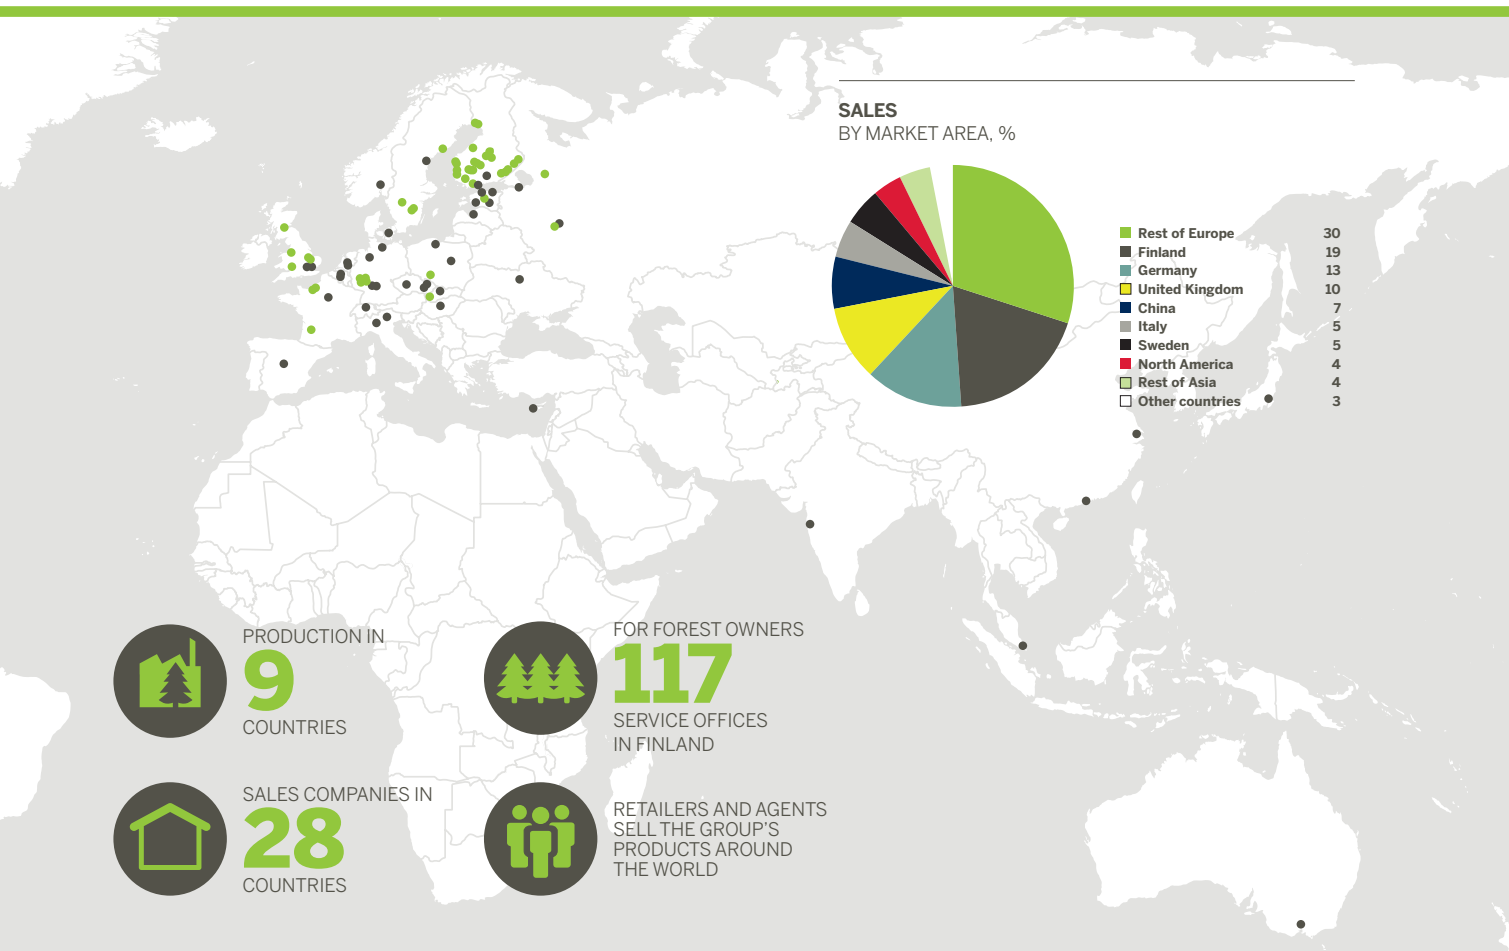 SALES
BY MARKET AREA, %
Rest of Europe 30
Finland 19
Germany 13
United Kingdom 10
China 7
Italy 5
Sweden 5
North America 4
Rest of Asia 4
Other countries 3
PRODUCTION IN
9
COUNTRIES
FOR FOREST OWNERS
117
SERVICE OFFICES
IN FINLAND
SALES COMPANIES IN
28
COUNTRIES
RETAILERS AND AGENTS
SELL THE GROUP'S
PRODUCTS AROUND
THE WORLD